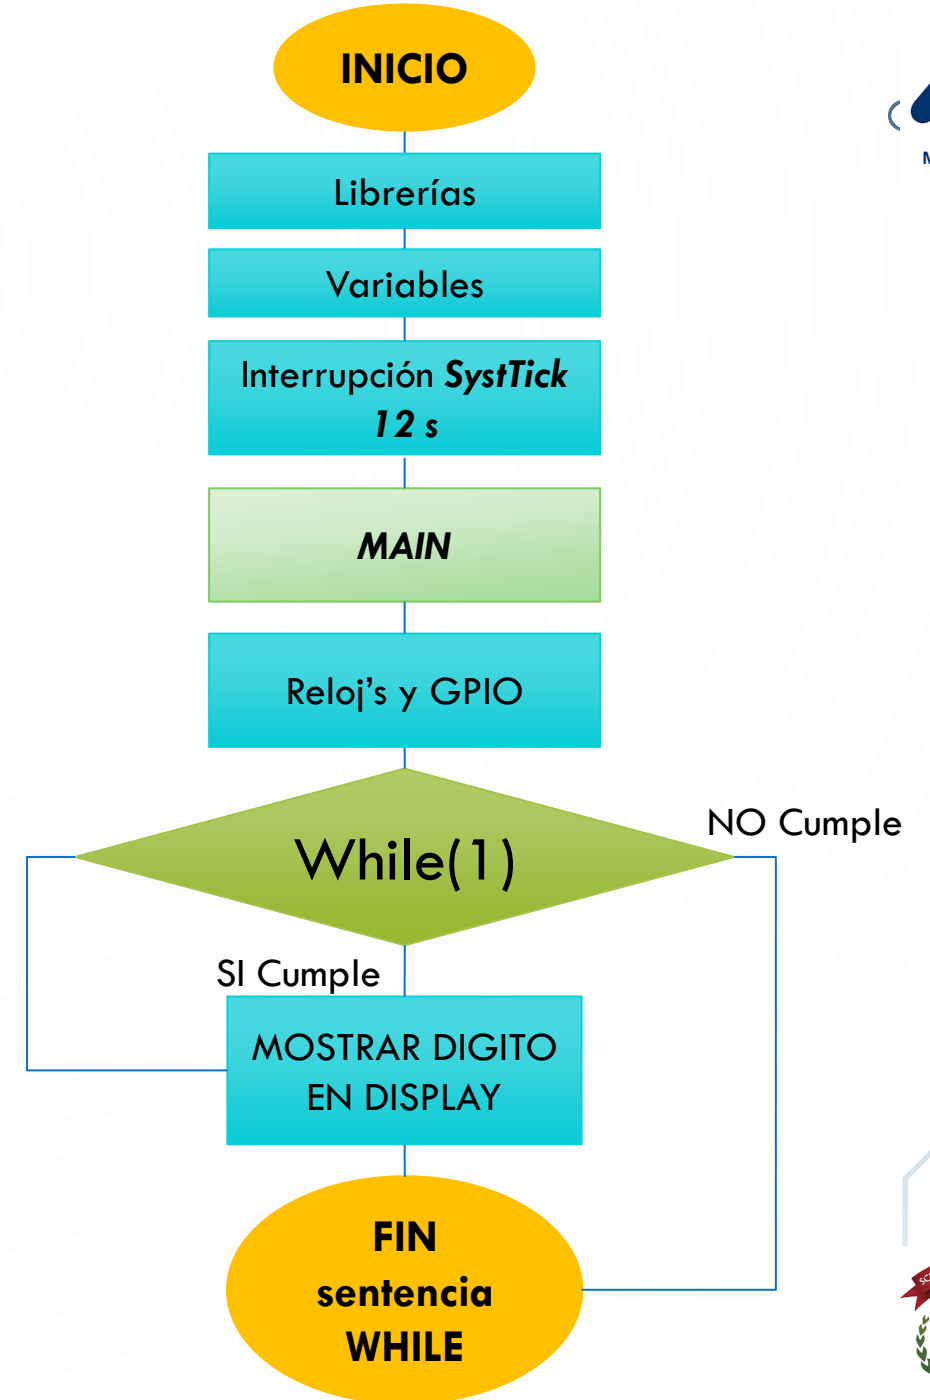 INICIO
Librerías
Variables
Interrupción SystTick
12 s
MAIN
Reloj's y GPIO
While(1)
NO Cumple
SI Cumple
MOSTRAR DIGITO
EN DISPLAY
FIN
sentencia
WHILE